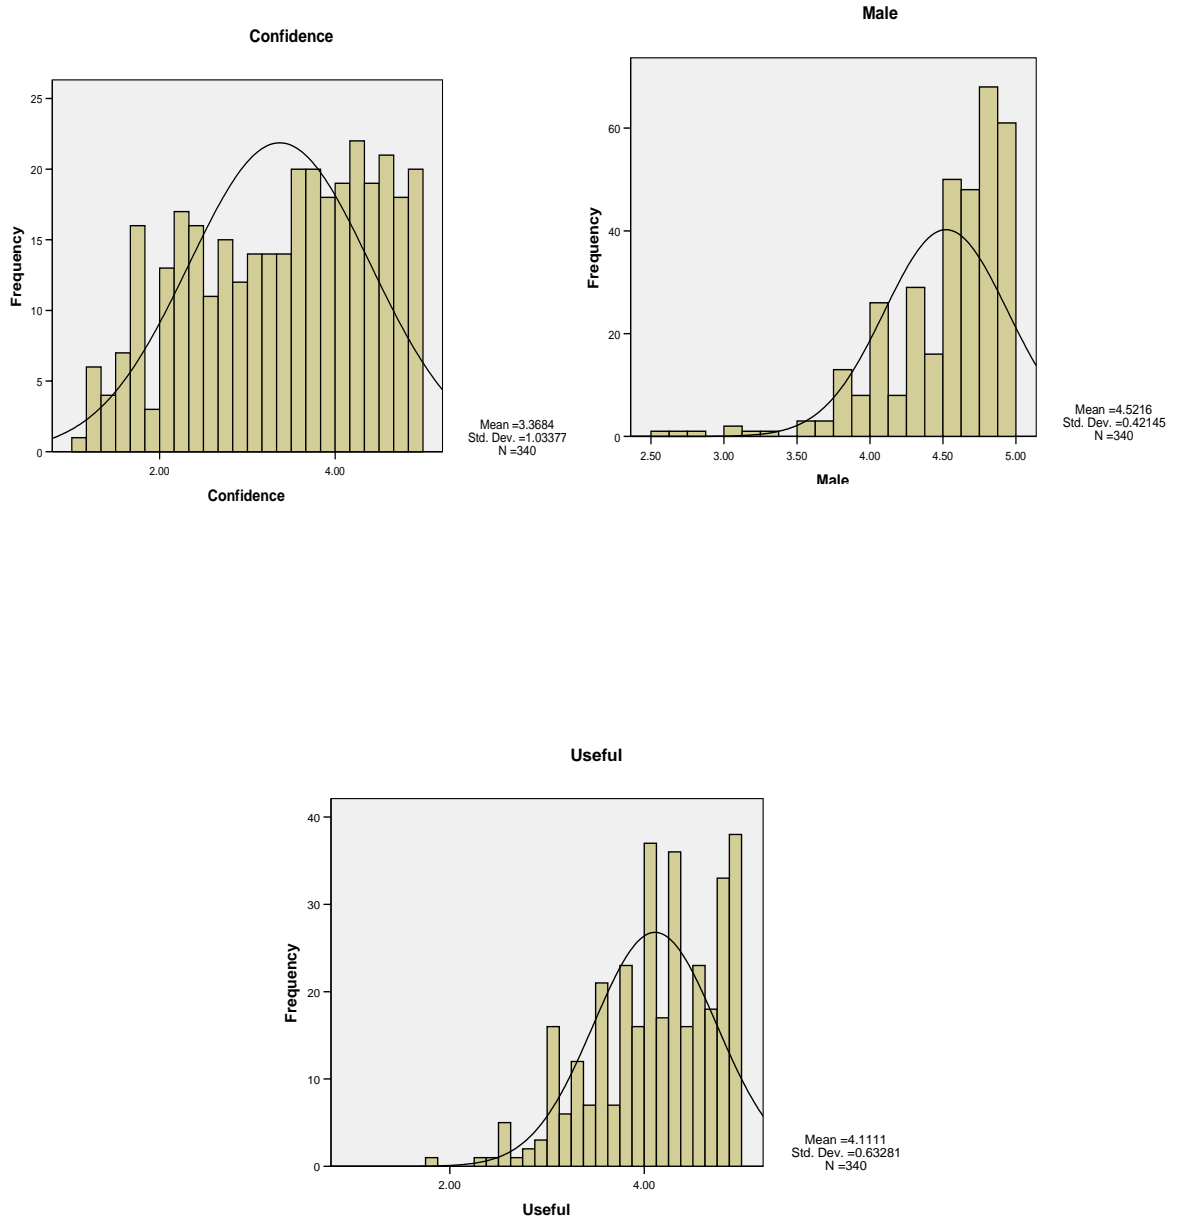 Confidence
25
20
15
10
5
0
Frequency
2.00
4.00
Confidence
Mean =3.3684
Std. Dev. =1.03377
N =340
Male
60
40
20
0
Frequency
2.50
3.00
3.50
4.00
4.50
5.00
Male
Mean =4.5216
Std. Dev. =0.42145
N =340
Useful
40
30
20
10
0
Frequency
2.00
4.00
Useful
Mean =4.1111
Std. Dev. =0.63281
N =340